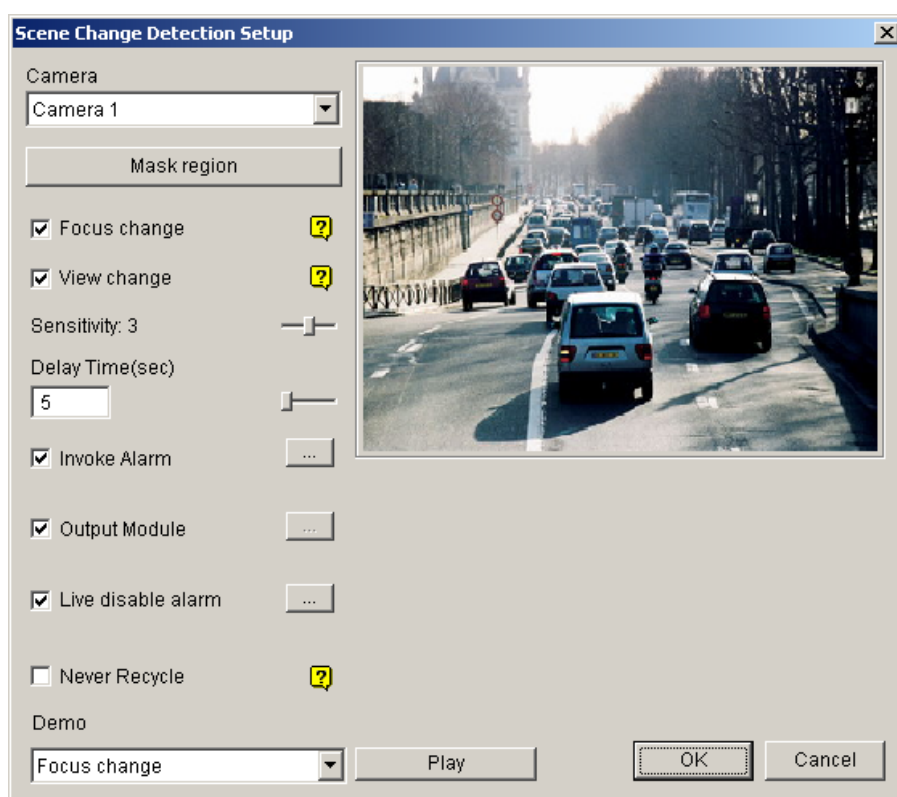 Scene Change Detection Setup
Camera
Camera 1
Mask region
Focus change
?
View change
?
Sensitivity: 3
Delay Time(sec)
5
Invoke Alarm
...
Output Module
...
Live disable alarm
...
Never Recycle
?
Demo
Focus change
Play
OK
Cancel